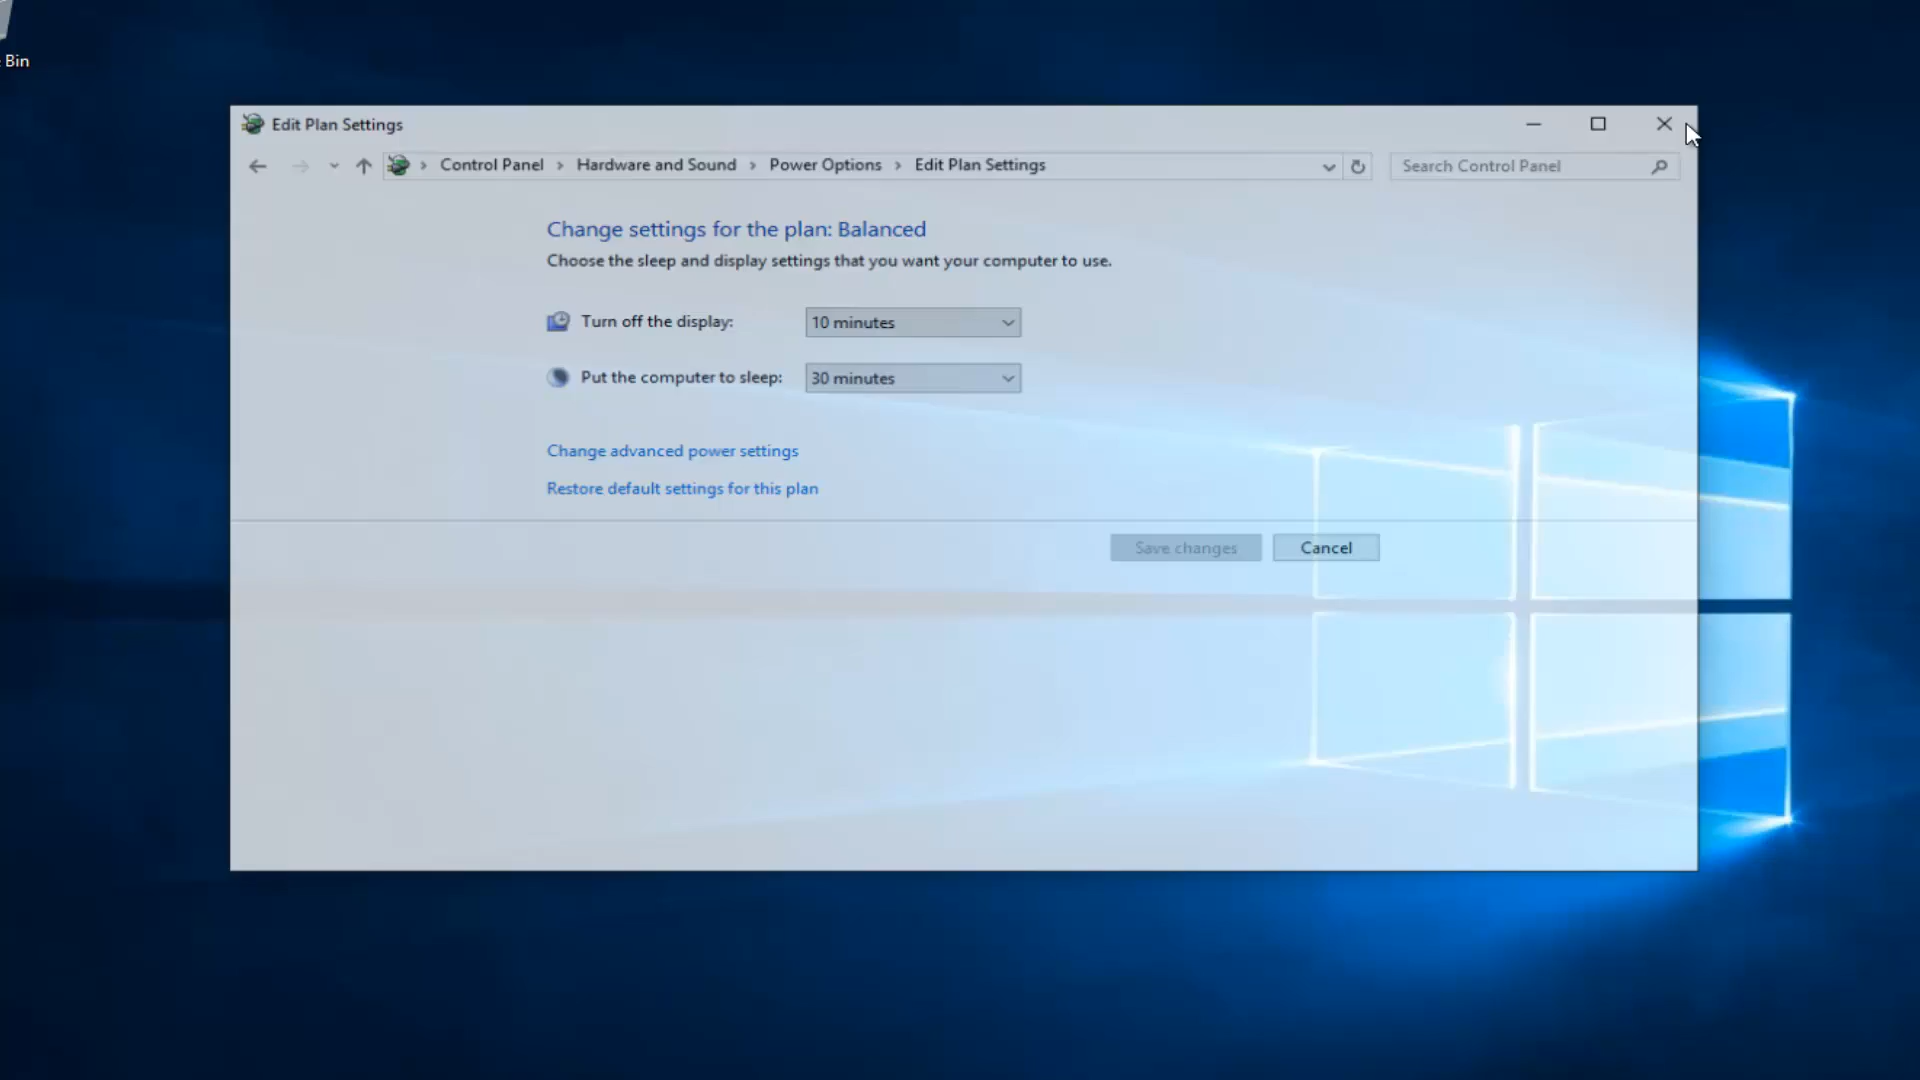 Bin
Edit Plan Settings
Control Panel > Hardware and Sound > Power Options > Edit Plan Settings
Search Control Panel
Change settings for the plan: Balanced
Choose the sleep and display settings that you want your computer to use.
Turn off the display: 10 minutes
Put the computer to sleep: 30 minutes
Change advanced power settings
Restore default settings for this plan
Save changes Cancel